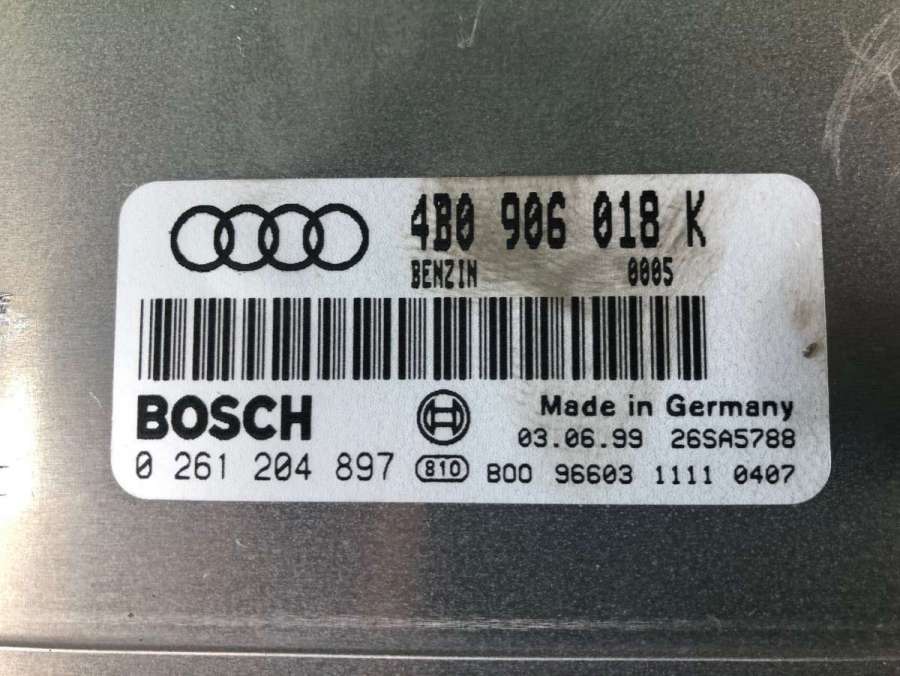 4B0 906 018 K
BENZIN 0005
BOSCH Made in Germany
03.06.99 26SA5788
0 261 204 897 810 B00 96603 1111 0407